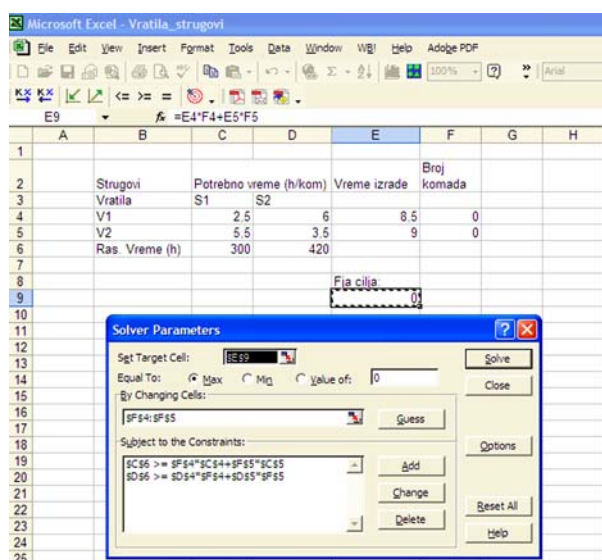 Microsoft Excel - Vratila_strugovi
File Edit View Insert Format Tools Data Window WB! Help Adobe PDF
100% Arial
<= >= =
E9 fx =E4*F4+E5*F5
A B C D E F G H
1
2 Strugovi Potrebno vreme (h/kom) Vreme izrade Broj komada
3 Vratila S1 S2
4 V1 2.5 6 8.5 0
5 V2 5.5 3.5 9 0
6 Ras. Vreme (h) 300 420
7
8 Fja cilja:
9 0
10
11
12
13
14
15
16
17
18
19
20
21
22
23
24
25
Solver Parameters
Set Target Cell: $E$9 Solve
Equal To: Max Min Value of: 0 Close
By Changing Cells:
$F$4:$F$5 Guess
Subject to the Constraints: Options
$C$6 >= $F$4*$C$4+$F$5*$C$5 Add
$D$6 >= $D$4*$F$4+$D$5*$F$5
Change
Delete Reset All
Help